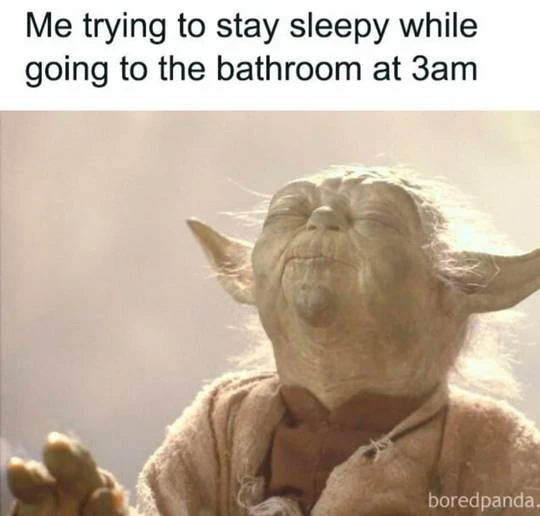 Me trying to stay sleepy while
going to the bathroom at 3am
boredpanda.